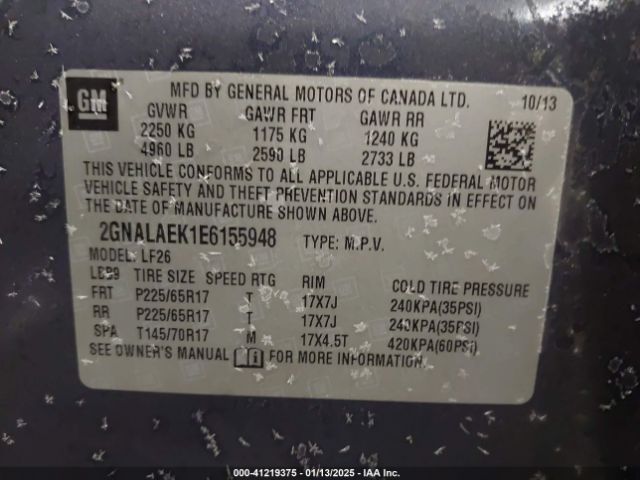 GM
MFD BY GENERAL MOTORS OF CANADA LTD. 10/13
GVWR GAWR FRT GAWR RR
2250 KG 1175 KG 1240 KG
4960 LB 2590 LB 2733 LB
THIS VEHICLE CONFORMS TO ALL APPLICABLE U.S. FEDERAL MOTOR
VEHICLE SAFETY AND THEFT PREVENTION STANDARDS IN EFFECT ON
THE DATE OF MANUFACTURE SHOWN ABOVE.
2GNALAEK1E6155948 TYPE: M.P.V.
MODEL: LF26
TIRE SIZE SPEED RTG RIM COLD TIRE PRESSURE
FRT P225/65R17 T 17X7J 240KPA(35PSI)
RR P225/65R17 T 17X7J 240KPA(35PSI)
SPA T145/70R17 M 17X4.5T 420KPA(60PSI)
SEE OWNER'S MANUAL FOR MORE INFORMATION.
000-41219375 - 01/13/2025 - IAAI.com